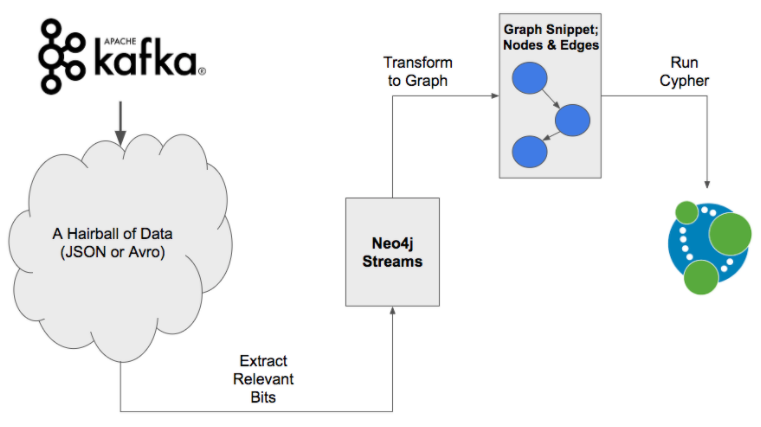 APACHE
kafka®
A Hairball of Data
(JSON or Avro)
Extract
Relevant
Bits
Neo4j
Streams
Transform
to Graph
Graph Snippet;
Nodes & Edges
Run
Cypher